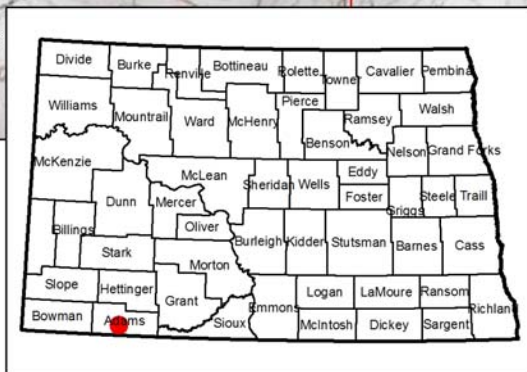 Divide
Burke
Renville
Bottineau
Rolette
Towner
Cavalier
Pembina
Williams
Mountrail
Ward
McHenry
Pierce
Ramsey
Walsh
Benson
Nelson
Grand Forks
McKenzie
McLean
Sheridan
Wells
Eddy
Foster
Griggs
Steele
Traill
Dunn
Mercer
Oliver
Billings
Burleigh
Kidder
Stutsman
Barnes
Cass
Stark
Morton
Slope
Hettinger
Grant
Emmons
Logan
LaMoure
Ransom
Richland
Bowman
Adams
Sioux
McIntosh
Dickey
Sargent